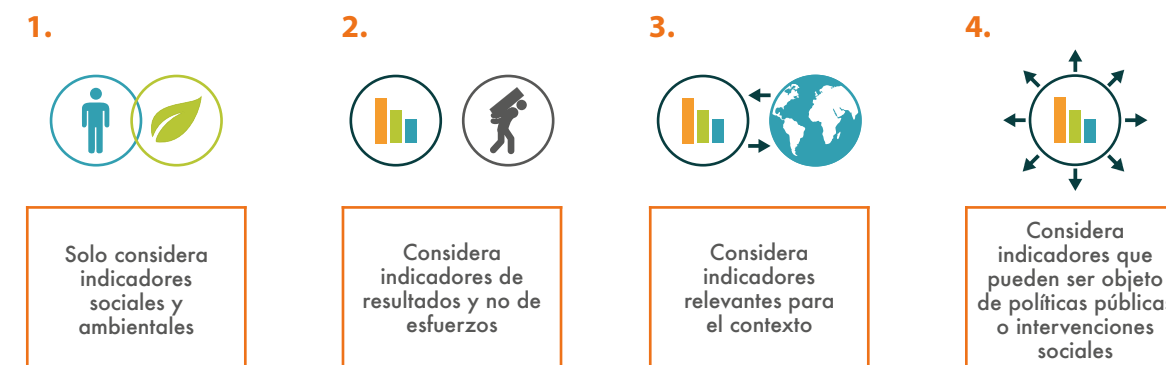 1.
2.
3.
4.
Solo considera
indicadores
sociales y
ambientales
Considera
indicadores de
resultados y no de
esfuerzos
Considera
indicadores
relevantes para
el contexto
Considera
indicadores que
pueden ser objeto
de políticas pública
o intervenciones
sociales